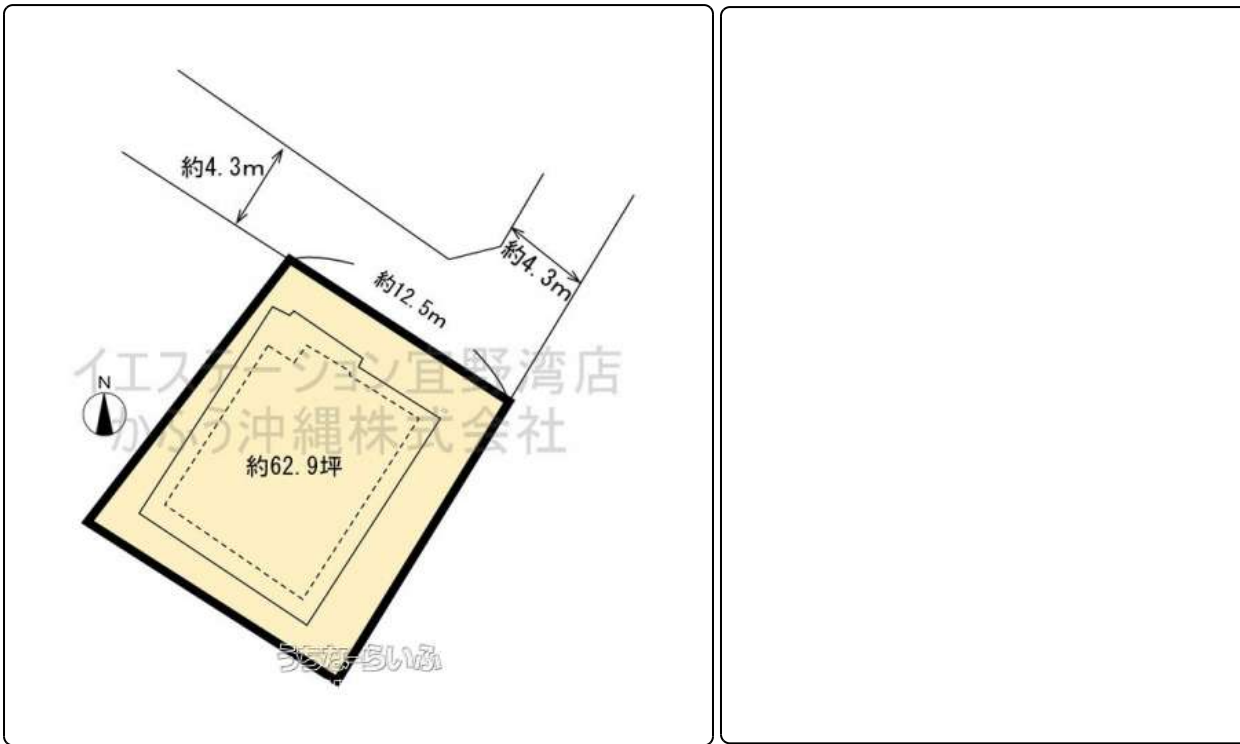 約4.3m
約4.3m
約12.5m
イエステーション宜野湾店
N
かふう沖縄株式会社
約62.9坪
うちなーらいふ